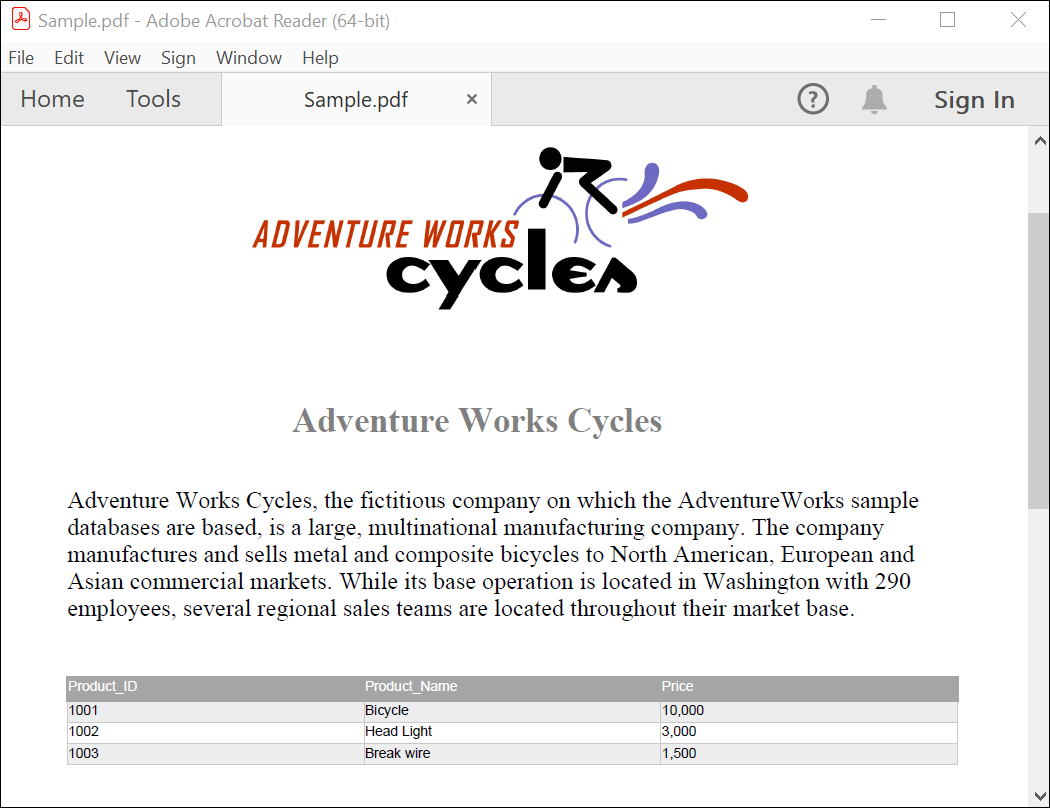 Sample.pdf - Adobe Acrobat Reader (64-bit)
File Edit View Sign Window Help
Home Tools Sample.pdf × ? Sign In
ADVENTURE WORKS
cycles
Adventure Works Cycles
Adventure Works Cycles, the fictitious company on which the AdventureWorks sample
databases are based, is a large, multinational manufacturing company. The company
manufactures and sells metal and composite bicycles to North American, European and
Asian commercial markets. While its base operation is located in Washington with 290
employees, several regional sales teams are located throughout their market base.
Product_ID Product_Name Price
1001 Bicycle 10,000
1002 Head Light 3,000
1003 Break wire 1,500